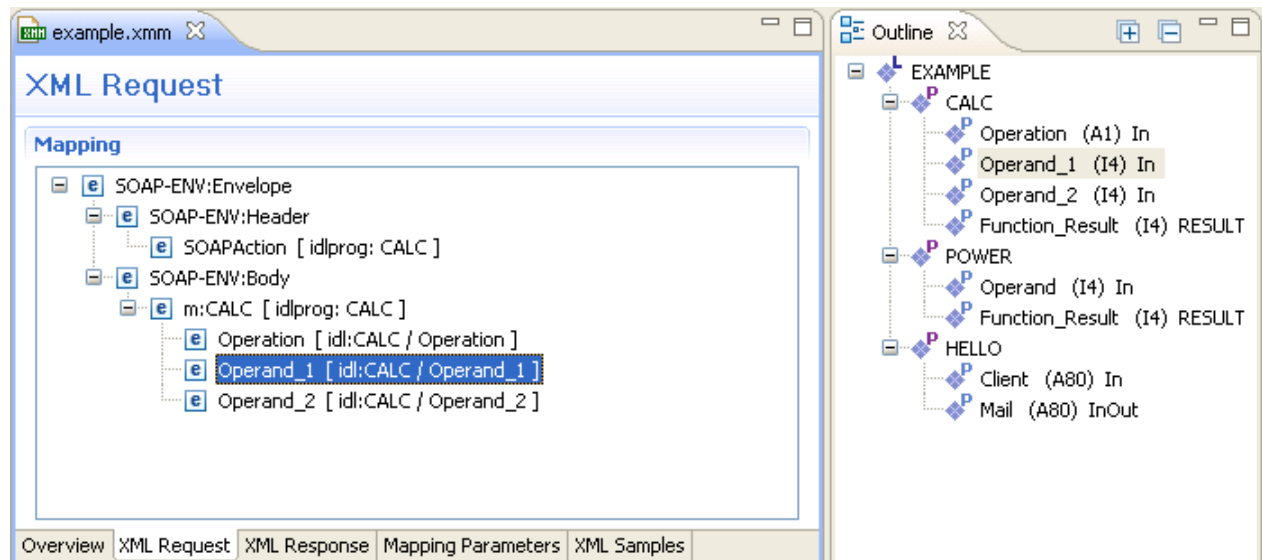 example.xmm
XML Request
Mapping
SOAP-ENV:Envelope
SOAP-ENV:Header
SOAPAction [ idlprog: CALC ]
SOAP-ENV:Body
m:CALC [ idlprog: CALC ]
Operation [ idl:CALC / Operation ]
Operand_1 [ idl:CALC / Operand_1 ]
Operand_2 [ idl:CALC / Operand_2 ]
Overview XML Request XML Response Mapping Parameters XML Samples
Outline
EXAMPLE
CALC
Operation (A1) In
Operand_1 (I4) In
Operand_2 (I4) In
Function_Result (I4) RESULT
POWER
Operand (I4) In
Function_Result (I4) RESULT
HELLO
Client (A80) In
Mail (A80) InOut